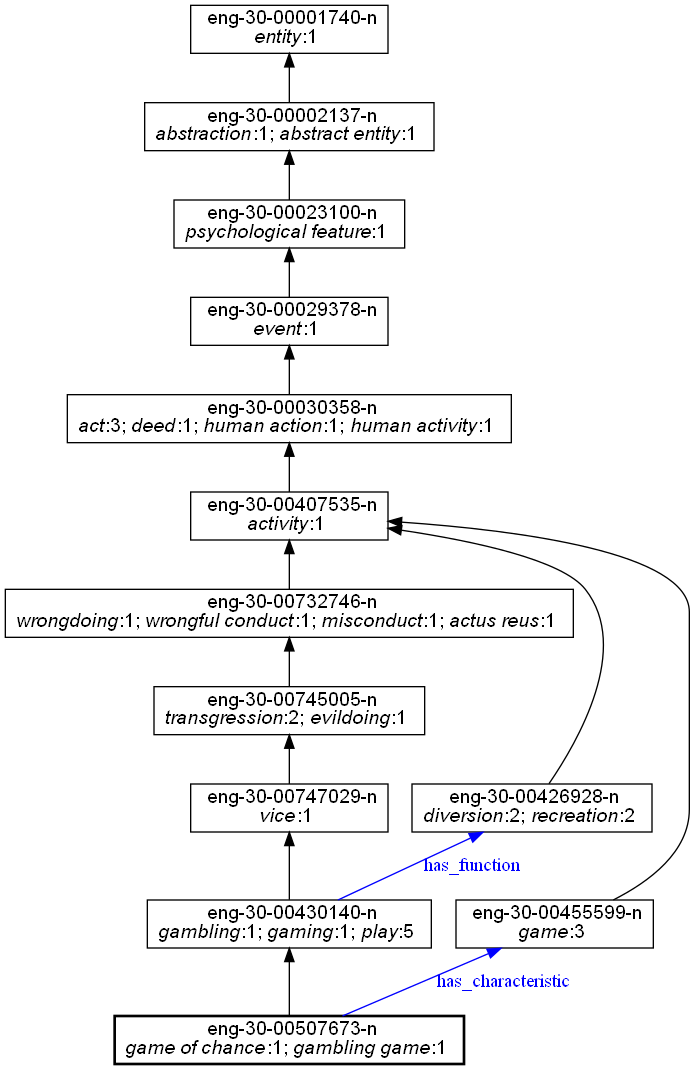 eng-30-00001740-n
entity:1
eng-30-00002137-n
abstraction:1; abstract entity:1
eng-30-00023100-n
psychological feature:1
eng-30-00029378-n
event:1
eng-30-00030358-n
act:3; deed:1; human action:1; human activity:1
eng-30-00407535-n
activity:1
eng-30-00732746-n
wrongdoing:1; wrongful conduct:1; misconduct:1; actus reus:1
eng-30-00745005-n
transgression:2; evildoing:1
eng-30-00747029-n
vice:1
eng-30-00426928-n
diversion:2; recreation:2
has_function
eng-30-00430140-n
gambling:1; gaming:1; play:5
eng-30-00455599-n
game:3
has_characteristic
eng-30-00507673-n
game of chance:1; gambling game:1